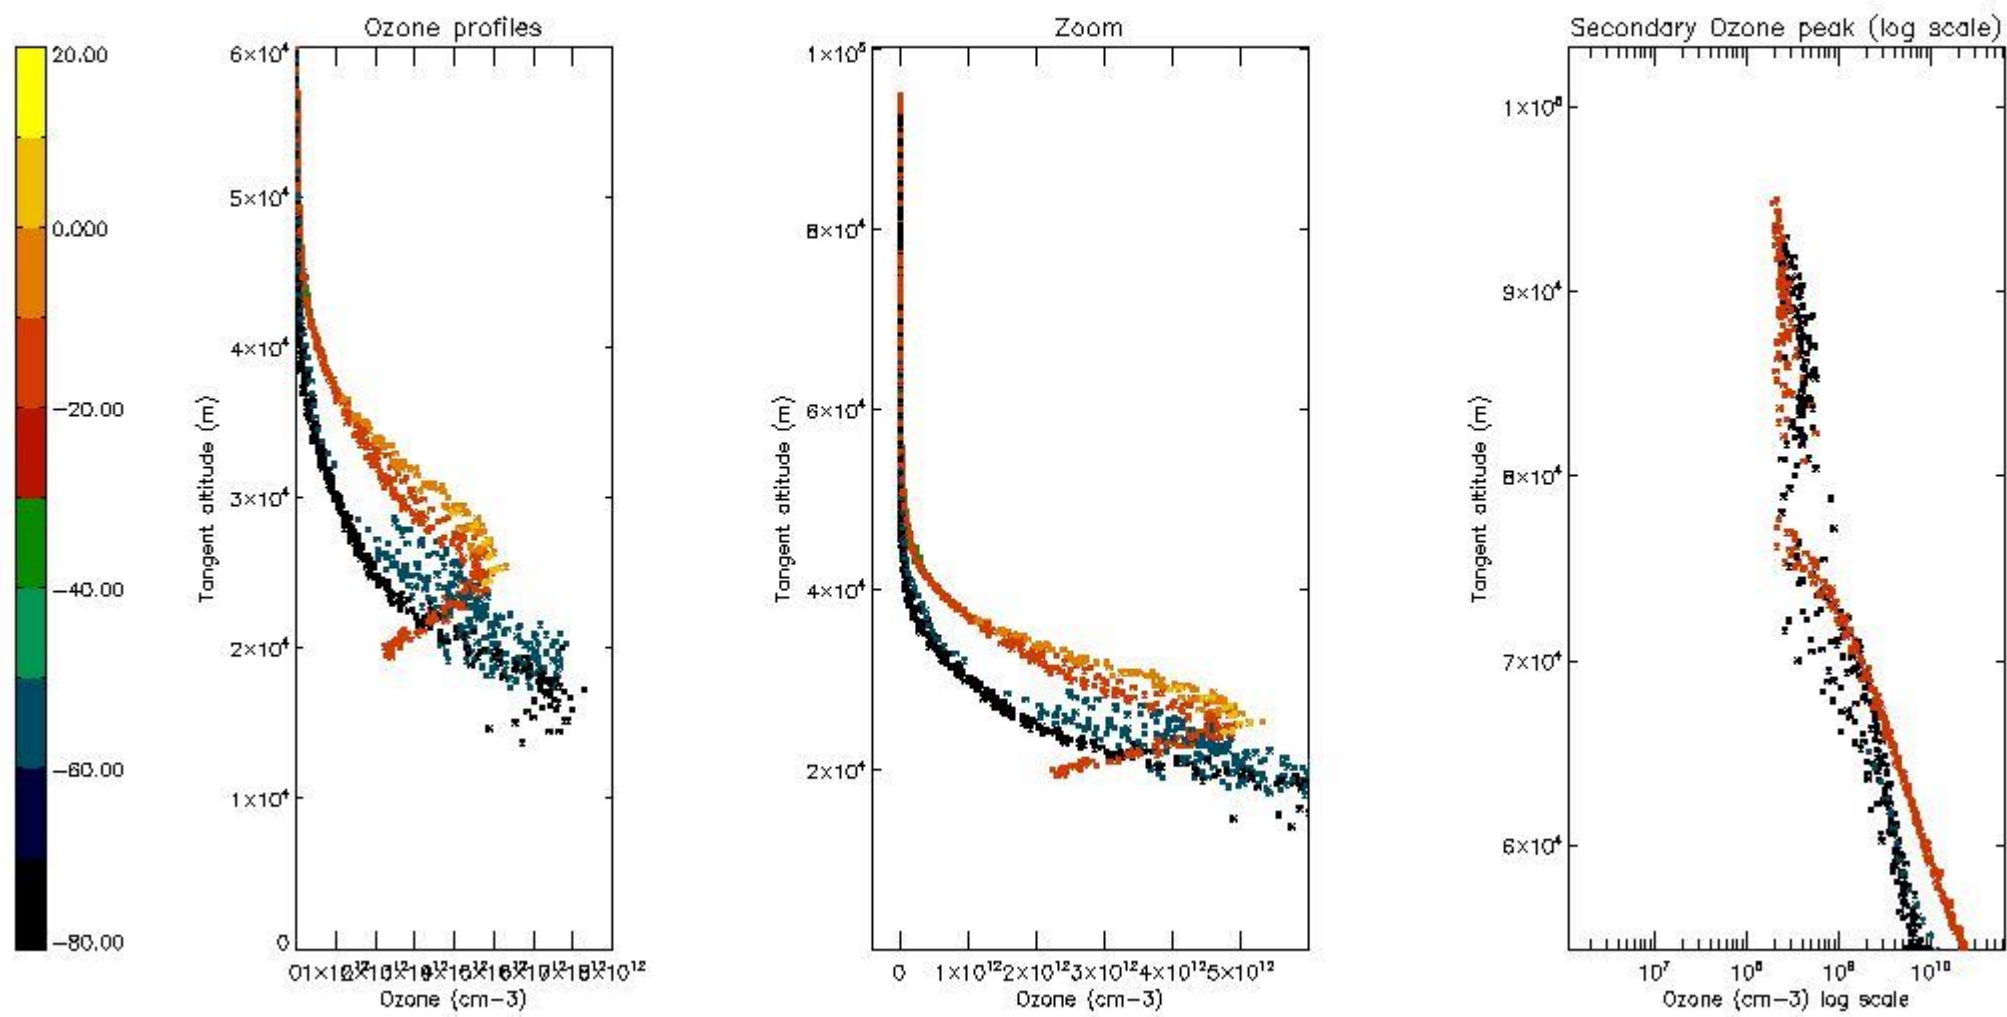 Ozone profiles
Zoom
Secondary Ozone peak (log scale)
20.00
0.000
−20.00
−40.00
−60.00
−80.00
6×10⁴
5×10⁴
4×10⁴
3×10⁴
2×10⁴
1×10⁴
0
Tangent altitude (m)
Ozone (cm−3)
1×10⁵
8×10⁴
6×10⁴
4×10⁴
2×10⁴
Tangent altitude (m)
0 1×10¹² 2×10¹² 3×10¹² 4×10¹² 5×10¹²
Ozone (cm−3)
1×10⁵
9×10⁴
8×10⁴
7×10⁴
6×10⁴
Tangent altitude (m)
10⁷ 10⁸ 10⁹ 10¹⁰
Ozone (cm−3) log scale